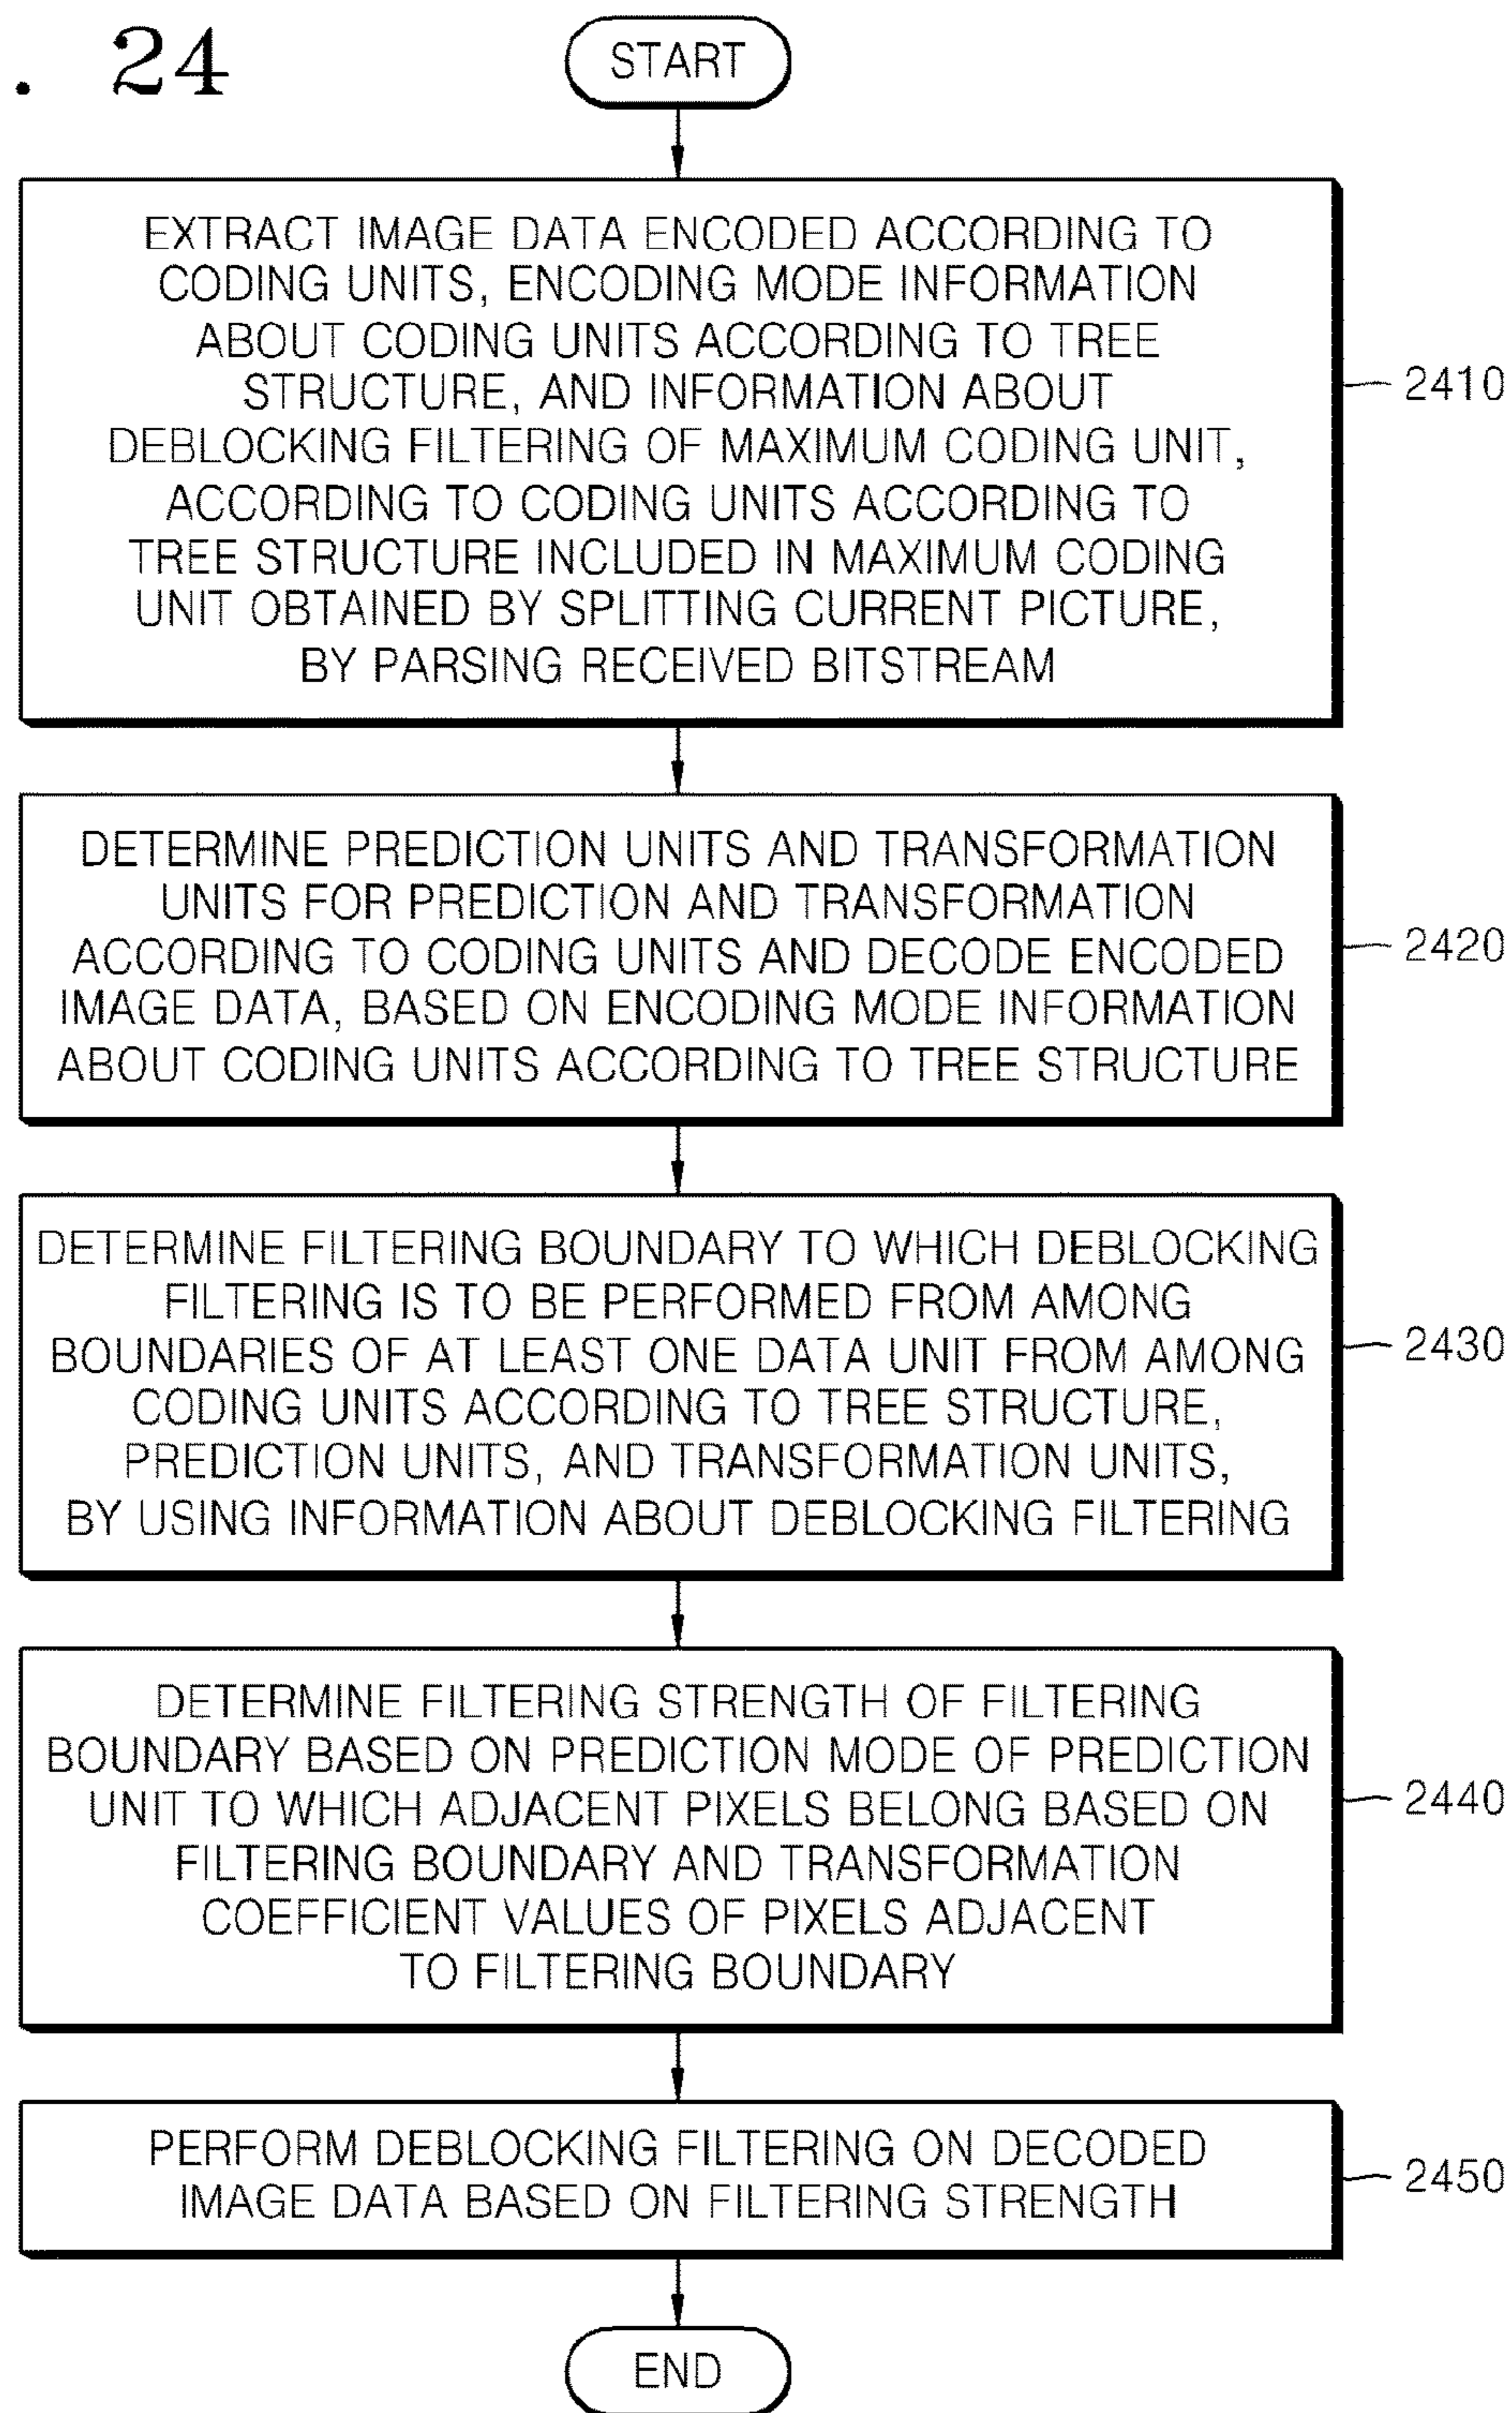 . 24
START
EXTRACT IMAGE DATA ENCODED ACCORDING TO
CODING UNITS, ENCODING MODE INFORMATION
ABOUT CODING UNITS ACCORDING TO TREE
STRUCTURE, AND INFORMATION ABOUT
DEBLOCKING FILTERING OF MAXIMUM CODING UNIT,
ACCORDING TO CODING UNITS ACCORDING TO
TREE STRUCTURE INCLUDED IN MAXIMUM CODING
UNIT OBTAINED BY SPLITTING CURRENT PICTURE,
BY PARSING RECEIVED BITSTREAM
2410
DETERMINE PREDICTION UNITS AND TRANSFORMATION
UNITS FOR PREDICTION AND TRANSFORMATION
ACCORDING TO CODING UNITS AND DECODE ENCODED
IMAGE DATA, BASED ON ENCODING MODE INFORMATION
ABOUT CODING UNITS ACCORDING TO TREE STRUCTURE
2420
DETERMINE FILTERING BOUNDARY TO WHICH DEBLOCKING
FILTERING IS TO BE PERFORMED FROM AMONG
BOUNDARIES OF AT LEAST ONE DATA UNIT FROM AMONG
CODING UNITS ACCORDING TO TREE STRUCTURE,
PREDICTION UNITS, AND TRANSFORMATION UNITS,
BY USING INFORMATION ABOUT DEBLOCKING FILTERING
2430
DETERMINE FILTERING STRENGTH OF FILTERING
BOUNDARY BASED ON PREDICTION MODE OF PREDICTION
UNIT TO WHICH ADJACENT PIXELS BELONG BASED ON
FILTERING BOUNDARY AND TRANSFORMATION
COEFFICIENT VALUES OF PIXELS ADJACENT
TO FILTERING BOUNDARY
2440
PERFORM DEBLOCKING FILTERING ON DECODED
IMAGE DATA BASED ON FILTERING STRENGTH
2450
END